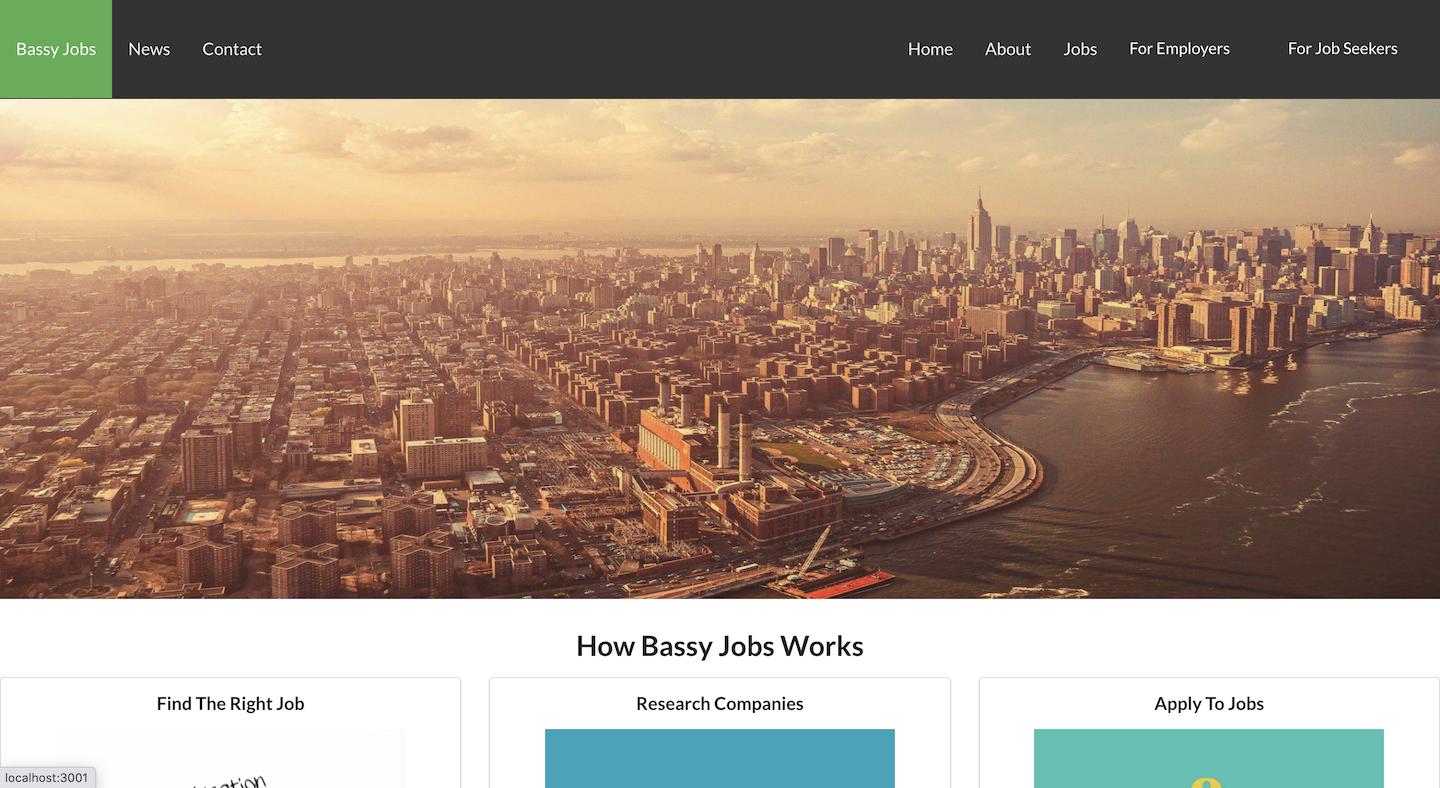 Bassy Jobs News Contact Home About Jobs For Employers For Job Seekers
How Bassy Jobs Works
Find The Right Job
Research Companies
Apply To Jobs
localhost:3001